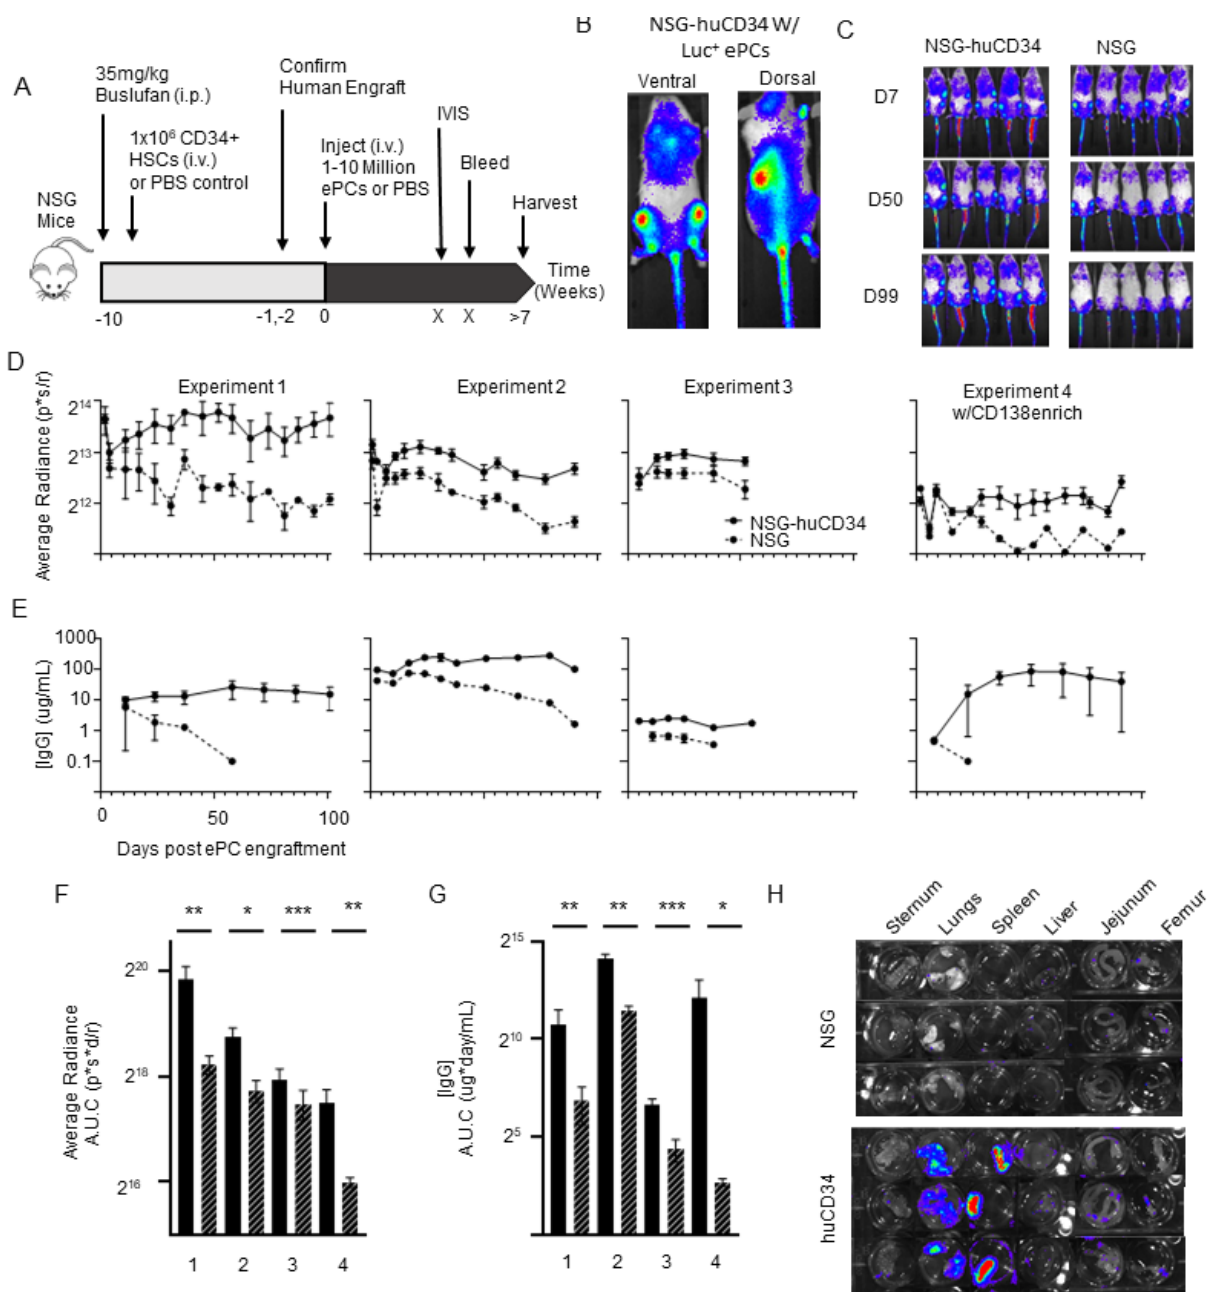 A
35mg/kg
Buslufan (i.p.)
1x10⁶ CD34+
HSCs (i.v.)
or PBS control
Confirm
Human Engraft
Inject (i.v.)
1-10 Million
ePCs or PBS
IVIS
Bleed
Harvest
NSG
Mice
Time
(Weeks)
-10
-1,-2
0
X
X
>7
B
NSG-huCD34 W/
Luc⁺ ePCs
Ventral
Dorsal
C
NSG-huCD34
NSG
D7
D50
D99
D
Average Radiance (p*s/r)
2¹⁴
2¹³
2¹²
Experiment 1
Experiment 2
Experiment 3
NSG-huCD34
NSG
Experiment 4
w/CD138enrich
E
[IgG] (ug/mL)
1000
100
10
1
0.1
0
50
100
Days post ePC engraftment
F
**
*
***
**
Average Radiance
A.U.C (p*s*d/r)
2²⁰
2¹⁸
2¹⁶
1
2
3
4
G
**
**
***
*
[IgG]
A.U.C (ug*day/mL)
2¹⁵
2¹⁰
2⁵
1
2
3
4
H
Sternum
Lungs
Spleen
Liver
Jejunum
Femur
NSG
huCD34